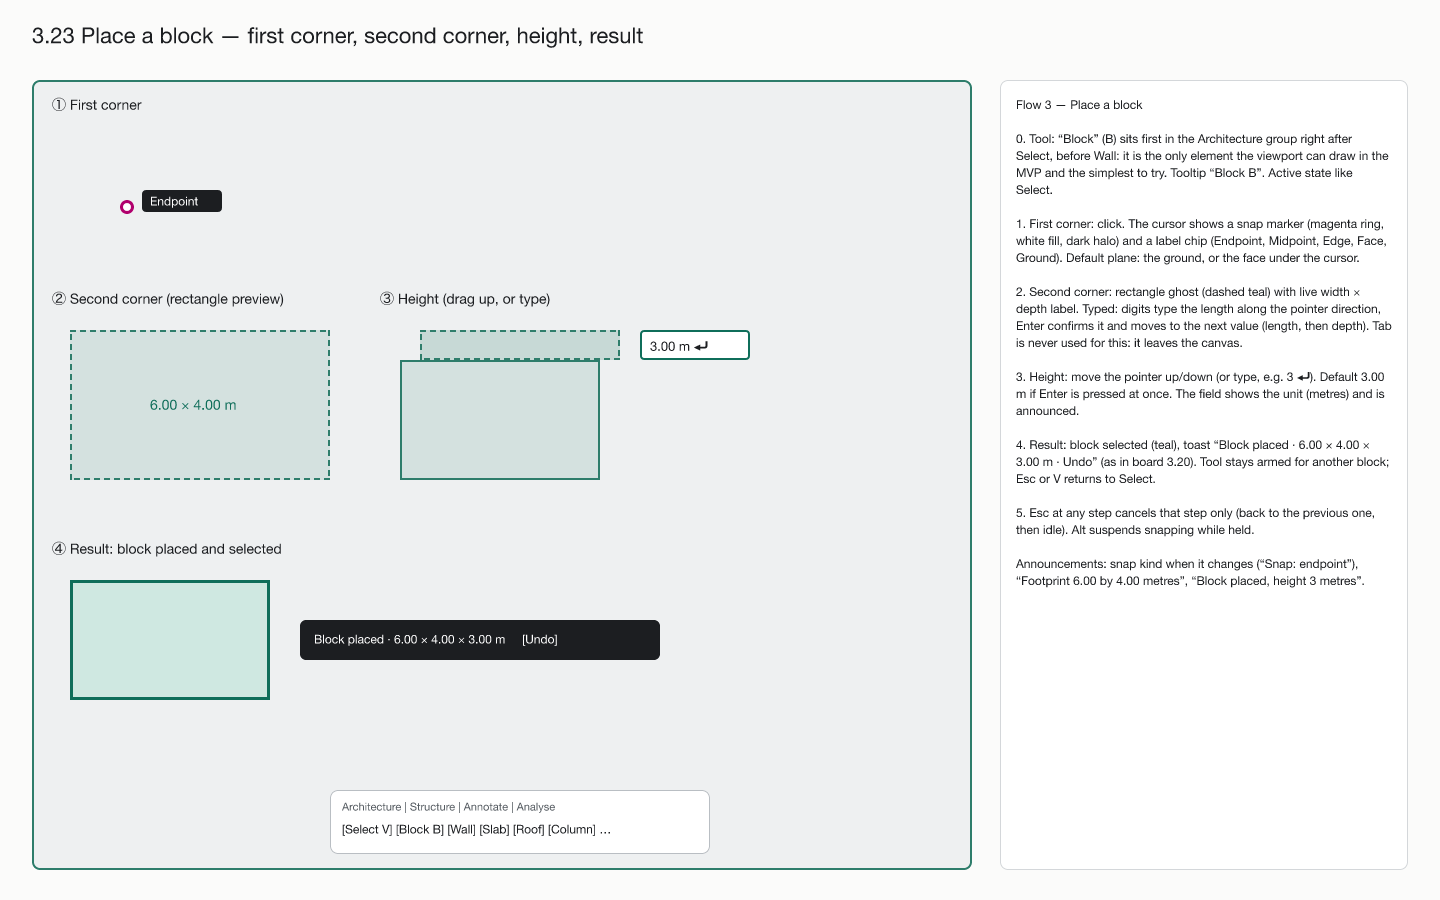 3.23 Place a block — first corner, second corner, height, result
① First corner
Endpoint
② Second corner (rectangle preview)
③ Height (drag up, or type)
6.00 × 4.00 m
3.00 m ↵
④ Result: block placed and selected
Block placed · 6.00 × 4.00 × 3.00 m [Undo]
Architecture | Structure | Annotate | Analyse
[Select V] [Block B] [Wall] [Slab] [Roof] [Column] …
Flow 3 — Place a block
0. Tool: “Block” (B) sits first in the Architecture group right after
Select, before Wall: it is the only element the viewport can draw in the
MVP and the simplest to try. Tooltip “Block B”. Active state like
Select.
1. First corner: click. The cursor shows a snap marker (magenta ring,
white fill, dark halo) and a label chip (Endpoint, Midpoint, Edge, Face,
Ground). Default plane: the ground, or the face under the cursor.
2. Second corner: rectangle ghost (dashed teal) with live width ×
depth label. Typed: digits type the length along the pointer direction,
Enter confirms it and moves to the next value (length, then depth). Tab
is never used for this: it leaves the canvas.
3. Height: move the pointer up/down (or type, e.g. 3 ↵). Default 3.00
m if Enter is pressed at once. The field shows the unit (metres) and is
announced.
4. Result: block selected (teal), toast “Block placed · 6.00 × 4.00 ×
3.00 m · Undo” (as in board 3.20). Tool stays armed for another block;
Esc or V returns to Select.
5. Esc at any step cancels that step only (back to the previous one,
then idle). Alt suspends snapping while held.
Announcements: snap kind when it changes (“Snap: endpoint”),
“Footprint 6.00 by 4.00 metres”, “Block placed, height 3 metres”.